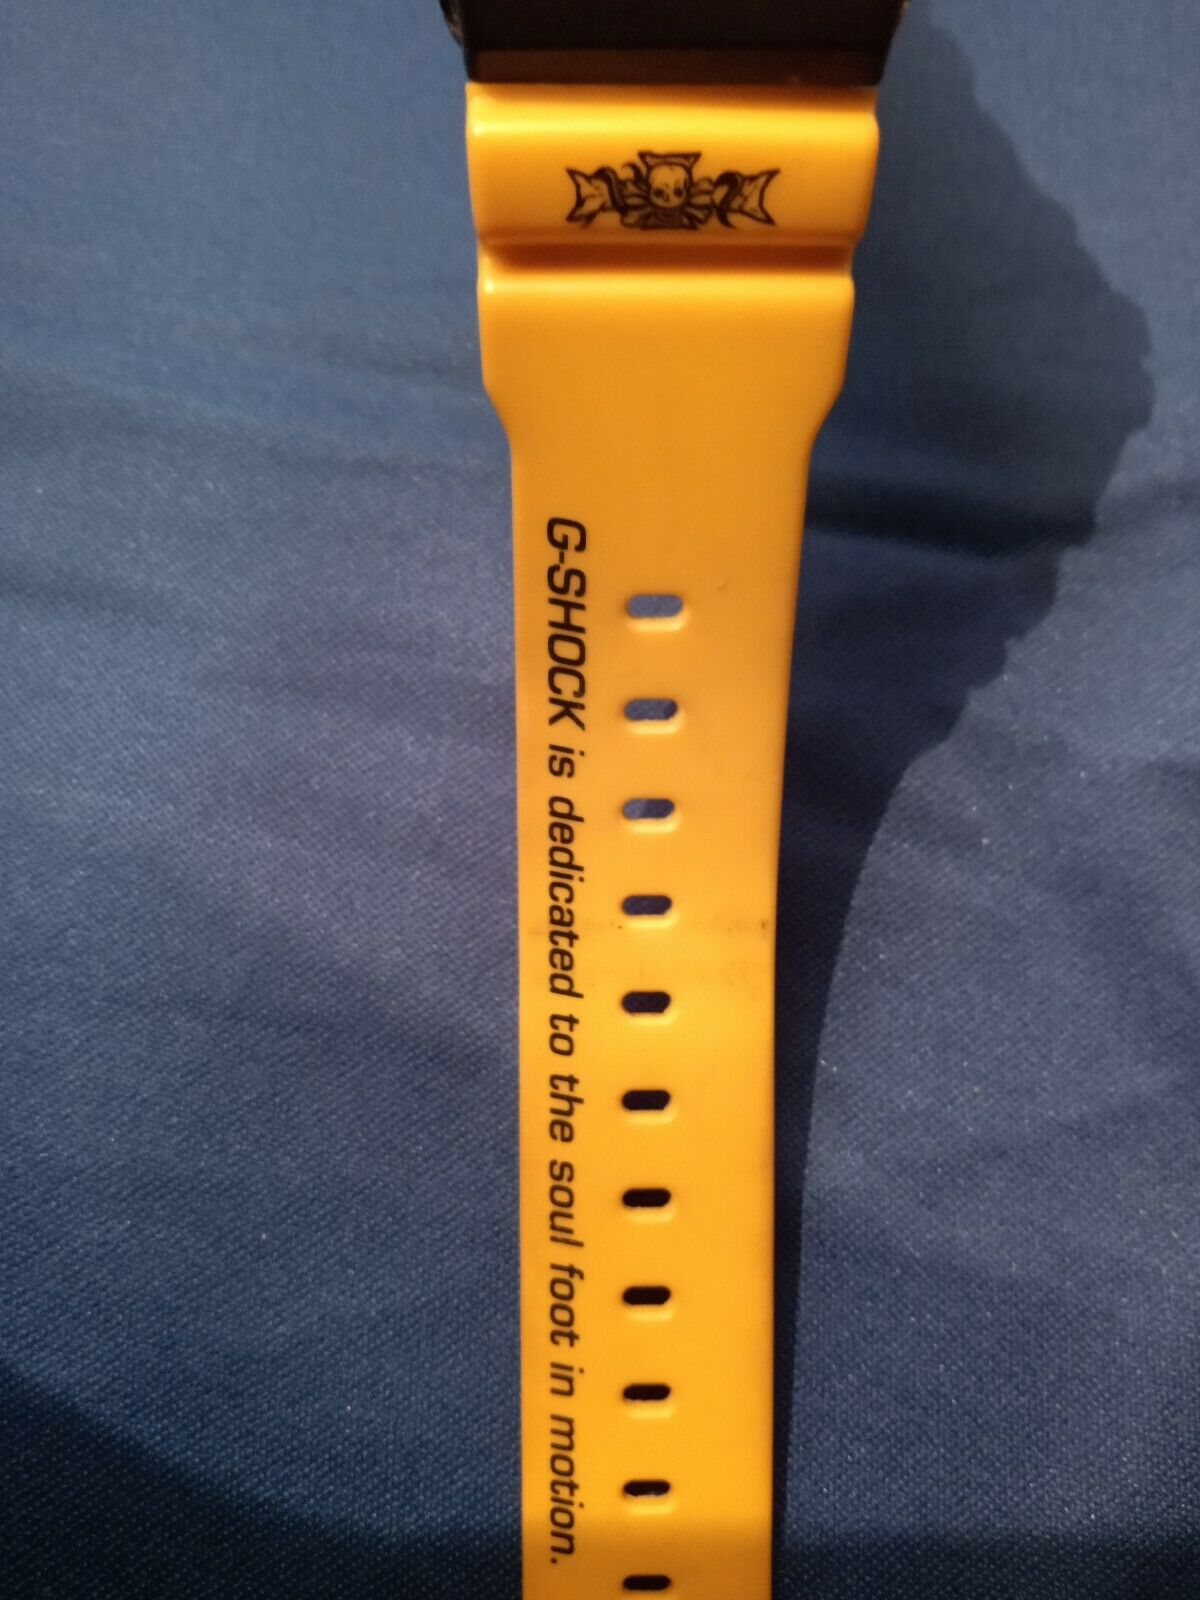 G-SHOCK is dedicated to the soul foot in motion.